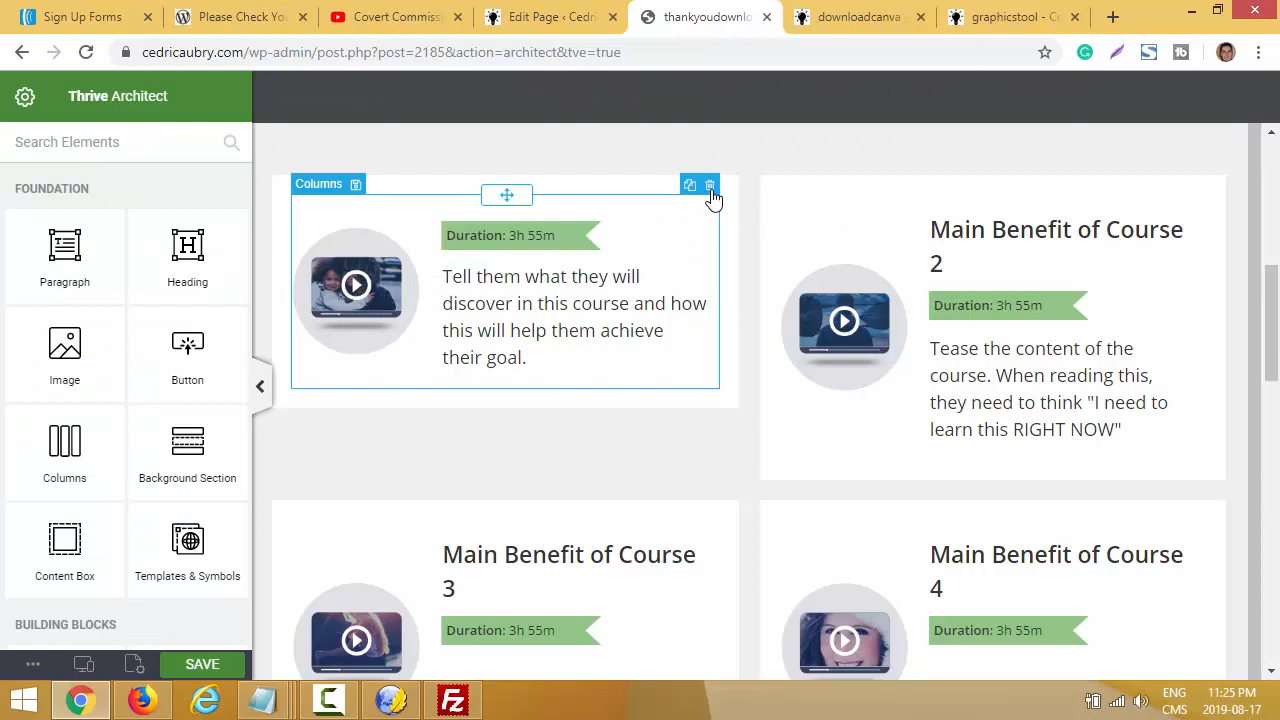 Sign Up Forms
Please Check Yo
Covert Commissi
Edit Page ‹ Cedri
thankyoudownlo
downloadcanva -
graphicstool - Ce
cedricaubry.com/wp-admin/post.php?post=2185&action=architect&tve=true
Thrive Architect
Search Elements
FOUNDATION
Paragraph
Heading
Image
Button
Columns
Background Section
Content Box
Templates & Symbols
BUILDING BLOCKS
SAVE
Columns
Duration: 3h 55m
Tell them what they will
discover in this course and how
this will help them achieve
their goal.
Main Benefit of Course
2
Duration: 3h 55m
Tease the content of the
course. When reading this,
they need to think "I need to
learn this RIGHT NOW"
Main Benefit of Course
3
Duration: 3h 55m
Main Benefit of Course
4
Duration: 3h 55m
ENG
CMS
11:25 PM
2019-08-17